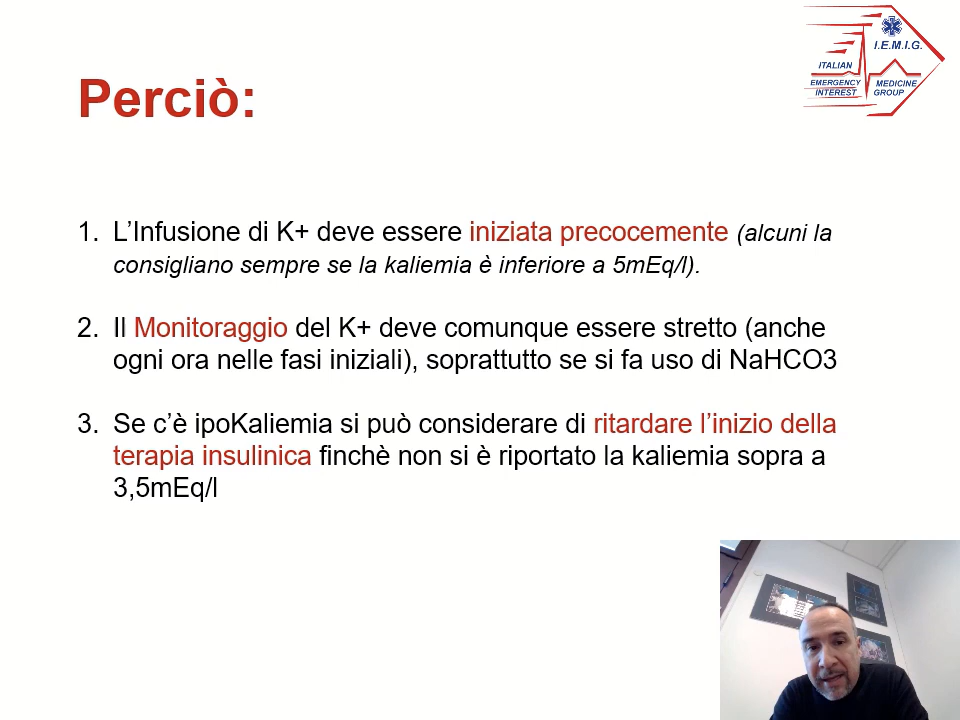 I.E.M.I.G.
ITALIAN
EMERGENCY
INTEREST
MEDICINE
GROUP
Perciò:
1. L’Infusione di K+ deve essere iniziata precocemente (alcuni la
consigliano sempre se la kaliemia è inferiore a 5mEq/l).
2. Il Monitoraggio del K+ deve comunque essere stretto (anche
ogni ora nelle fasi iniziali), soprattutto se si fa uso di NaHCO3
3. Se c’è ipoKaliemia si può considerare di ritardare l’inizio della
terapia insulinica finchè non si è riportato la kaliemia sopra a
3,5mEq/l